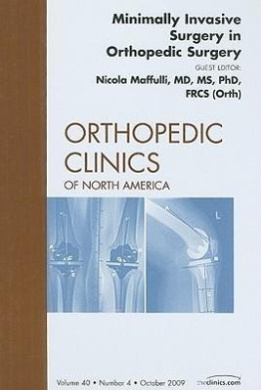 Minimally Invasive
Surgery in
Orthopedic Surgery
GUEST EDITOR:
Nicola Maffulli, MD, MS, PhD,
FRCS (Orth)
ORTHOPEDIC
CLINICS
OF NORTH AMERICA
L
Volume 40 • Number 4 • October 2009
theclinics.com